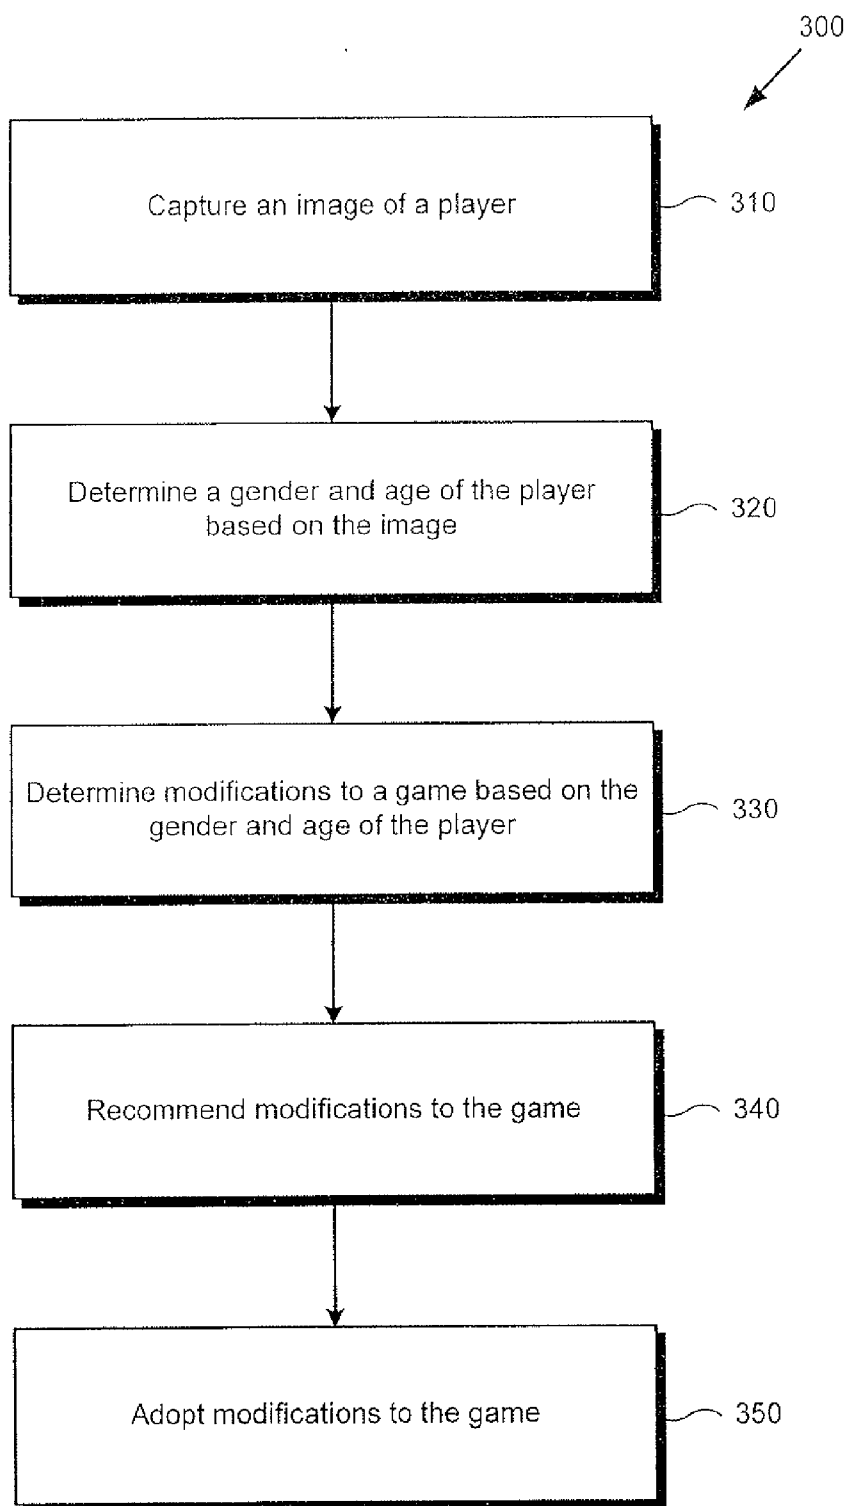 300
Capture an image of a player
310
Determine a gender and age of the player
based on the image
320
Determine modifications to a game based on the
gender and age of the player
330
Recommend modifications to the game
340
Adopt modifications to the game
350